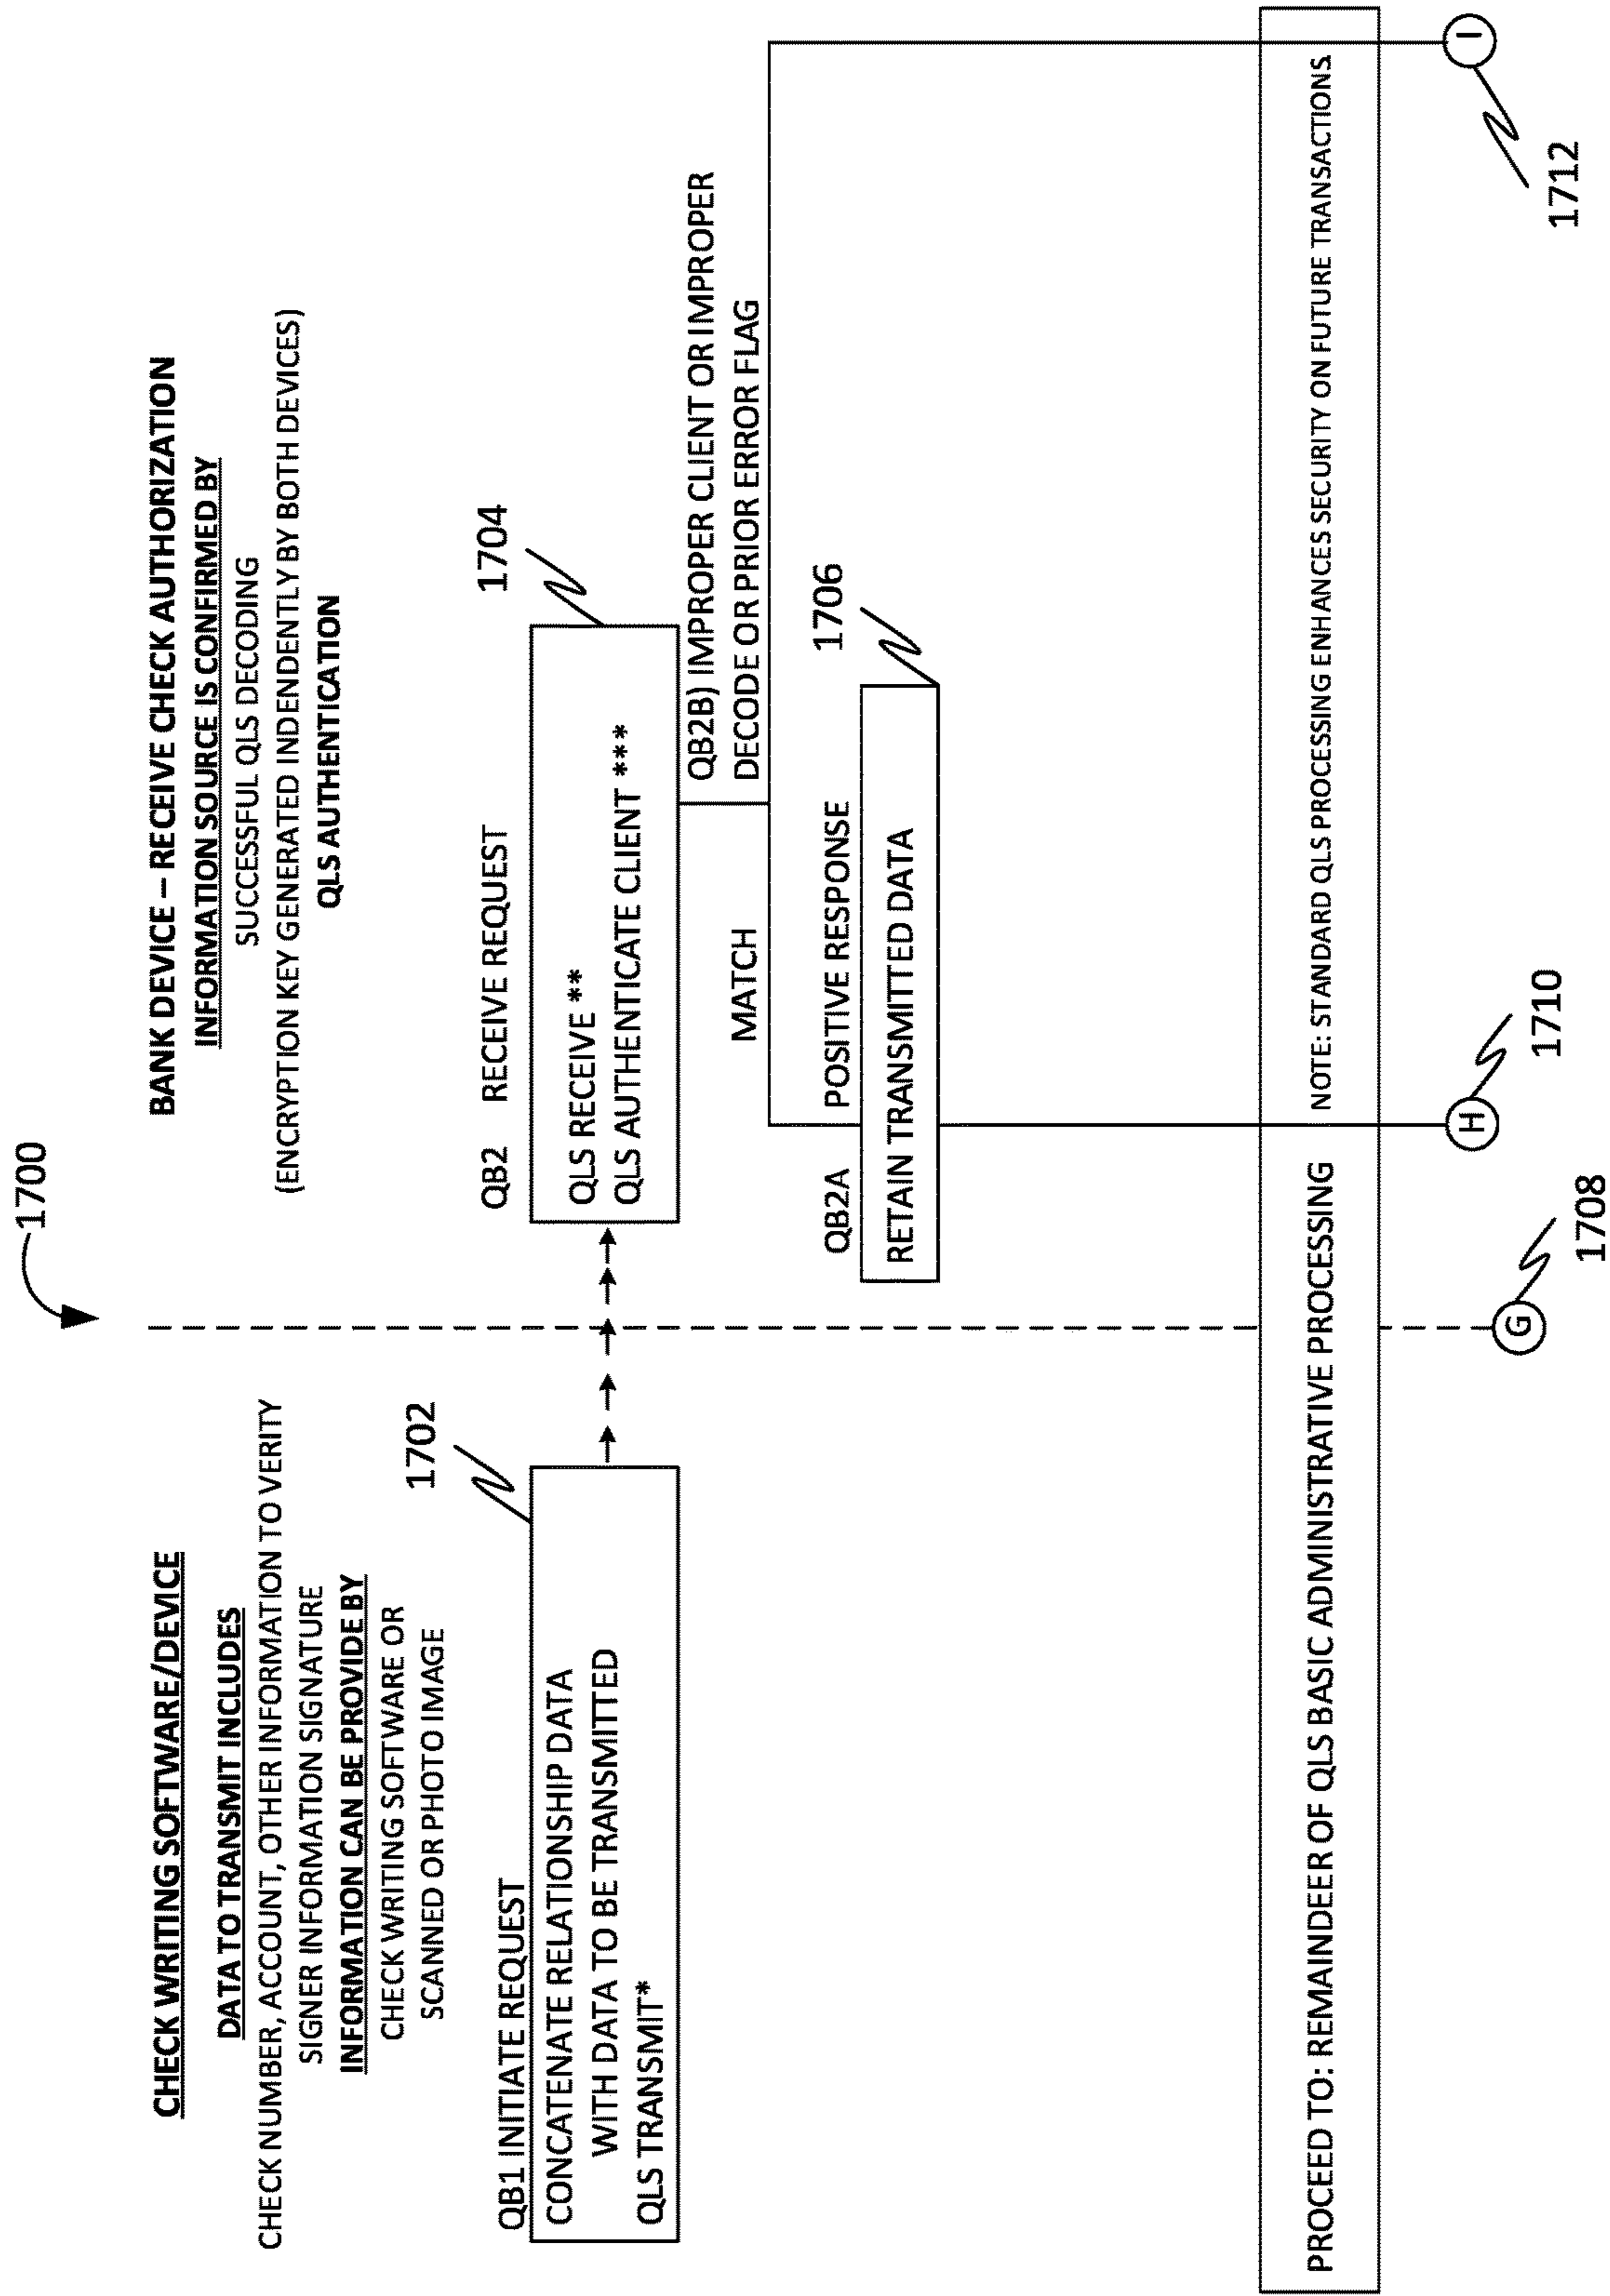 1700
CHECK WRITING SOFTWARE/DEVICE
DATA TO TRANSMIT INCLUDES
CHECK NUMBER, ACCOUNT, OTHER INFORMATION TO VERITY
SIGNER INFORMATION SIGNATURE
INFORMATION CAN BE PROVIDE BY
CHECK WRITING SOFTWARE OR
SCANNED OR PHOTO IMAGE
1702
QB1 INITIATE REQUEST
CONCATENATE RELATIONSHIP DATA
WITH DATA TO BE TRANSMITTED
QLS TRANSMIT*
BANK DEVICE – RECEIVE CHECK AUTHORIZATION
INFORMATION SOURCE IS CONFIRMED BY
SUCCESSFUL QLS DECODING
(ENCRYPTION KEY GENERATED INDENDENTLY BY BOTH DEVICES)
QLS AUTHENTICATION
1704
QB2 RECEIVE REQUEST
QLS RECEIVE **
QLS AUTHENTICATE CLIENT ***
QB2B) IMPROPER CLIENT OR IMPROPER
DECODE OR PRIOR ERROR FLAG
MATCH
1706
QB2A POSITIVE RESPONSE
RETAIN TRANSMITTED DATA
PROCEED TO: REMAINDEER OF QLS BASIC ADMINISTRATIVE PROCESSING
NOTE: STANDARD QLS PROCESSING ENHANCES SECURITY ON FUTURE TRANSACTIONS.
G
1708
H
1710
I
1712